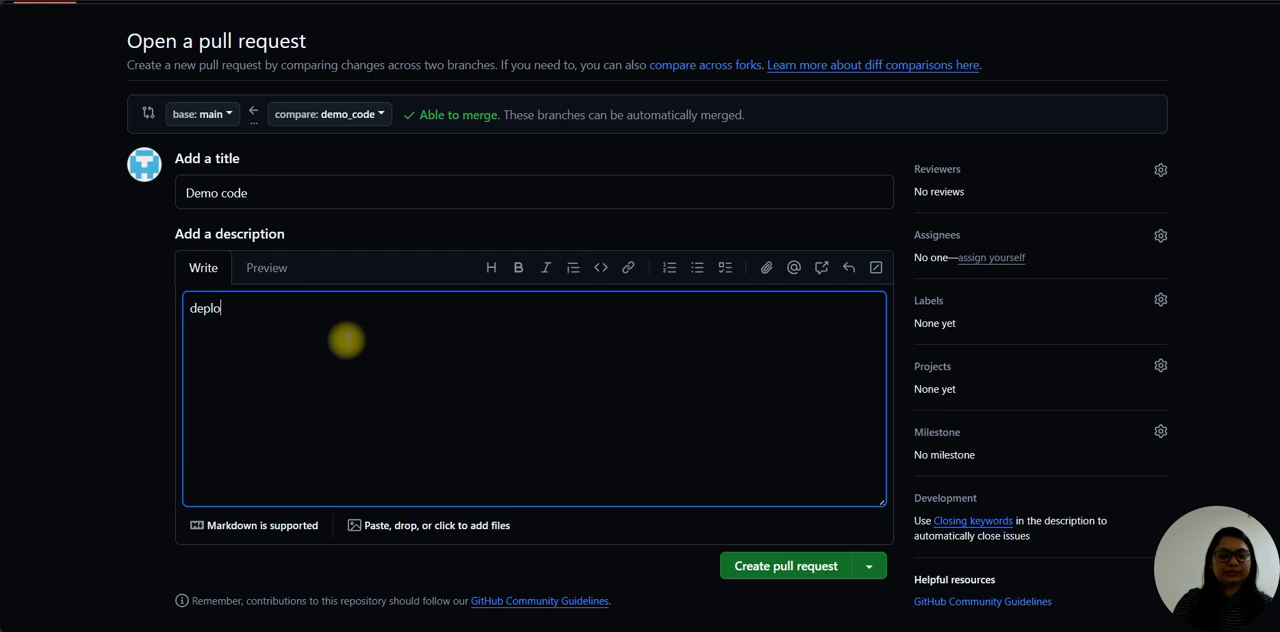 Open a pull request
Create a new pull request by comparing changes across two branches. If you need to, you can also compare across forks. Learn more about diff comparisons here.
base: main ← ... compare: demo_code ✓ Able to merge. These branches can be automatically merged.
Add a title
Demo code
Add a description
Write Preview
deplo
Markdown is supported Paste, drop, or click to add files
Create pull request
Remember, contributions to this repository should follow our GitHub Community Guidelines.
Reviewers
No reviews
Assignees
No one—assign yourself
Labels
None yet
Projects
None yet
Milestone
No milestone
Development
Use Closing keywords in the description to
automatically close issues
Helpful resources
GitHub Community Guidelines